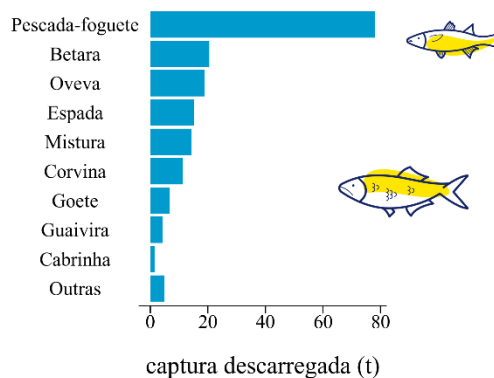 Pescada-foguete
Betara
Oveva
Espada
Mistura
Corvina
Goete
Guaivira
Cabrinha
Outras
0 20 40 60 80
captura descarregada (t)